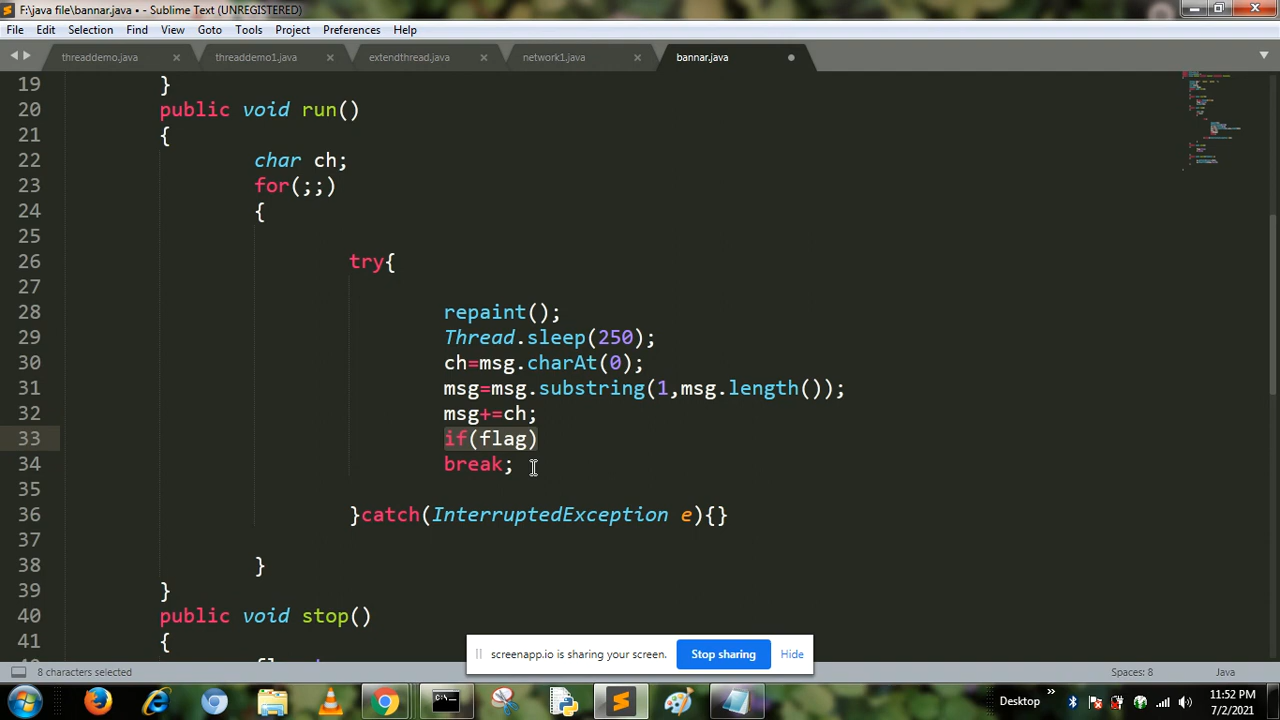 F:\java file\bannar.java • - Sublime Text (UNREGISTERED)
File Edit Selection Find View Goto Tools Project Preferences Help
threaddemo.java threaddemo1.java extendthread.java network1.java bannar.java
19 }
20 public void run()
21 {
22 char ch;
23 for(;;)
24 {
25
26 try{
27
28 repaint();
29 Thread.sleep(250);
30 ch=msg.charAt(0);
31 msg=msg.substring(1,msg.length());
32 msg+=ch;
33 if(flag)
34 break;
35
36 }catch(InterruptedException e){}
37
38 }
39 }
40 public void stop()
41 {
screenapp.io is sharing your screen. Stop sharing Hide
8 characters selected Spaces: 8 Java
Desktop 11:52 PM
7/2/2021